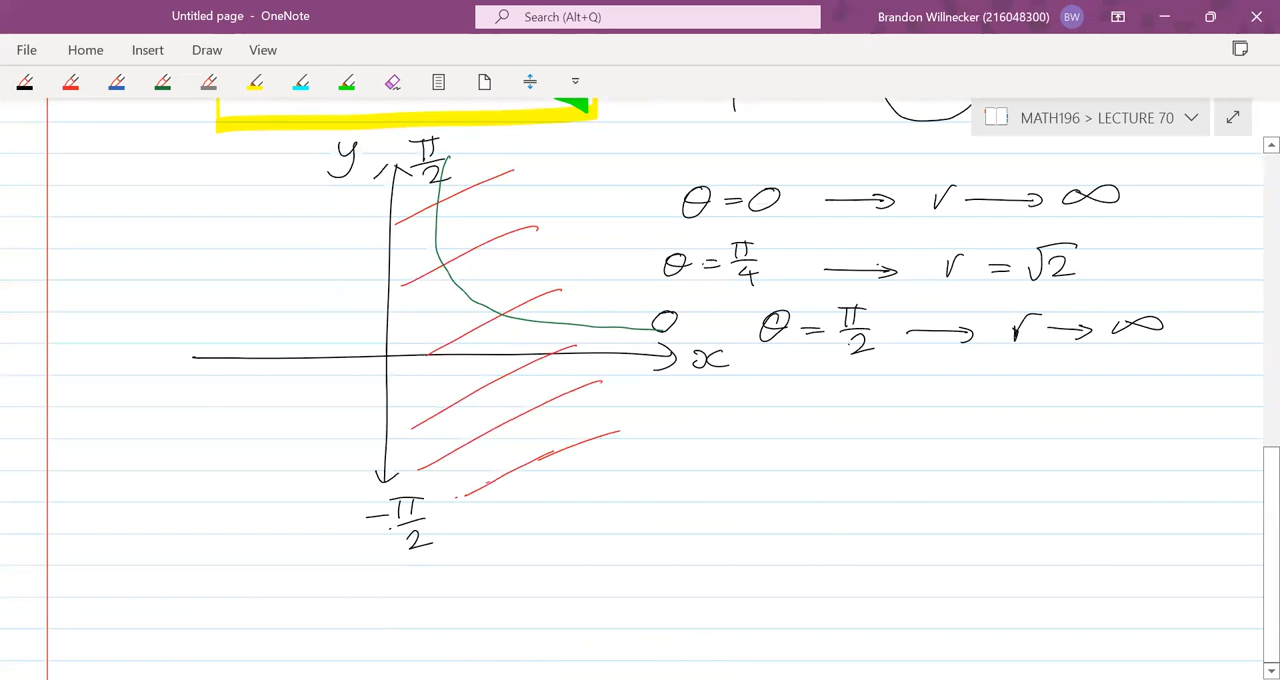 Untitled page - OneNote
Search (Alt+Q)
Brandon Willnecker (216048300)
BW
File Home Insert Draw View
MATH196 > LECTURE 70
y π/2
θ = 0 → r → ∞
θ = π/4 → r = √2
0 θ = π/2 → r → ∞
x
-π/2